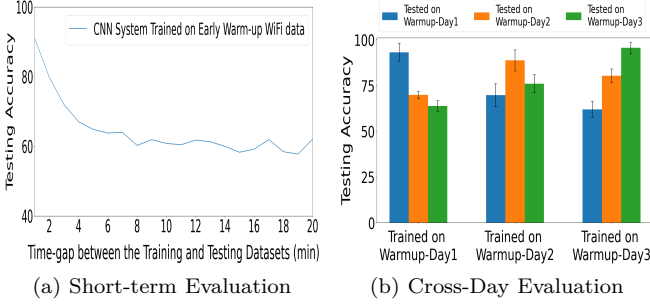 100
80
60
40
Testing Accuracy
CNN System Trained on Early Warm-up WiFi data
2 4 6 8 10 12 14 16 18 20
Time-gap between the Training and Testing Datasets (min)
(a) Short-term Evaluation
Tested on
Warmup-Day1
Tested on
Warmup-Day2
Tested on
Warmup-Day3
100
75
50
25
0
Testing Accuracy
Trained on
Warmup-Day1
Trained on
Warmup-Day2
Trained on
Warmup-Day3
(b) Cross-Day Evaluation